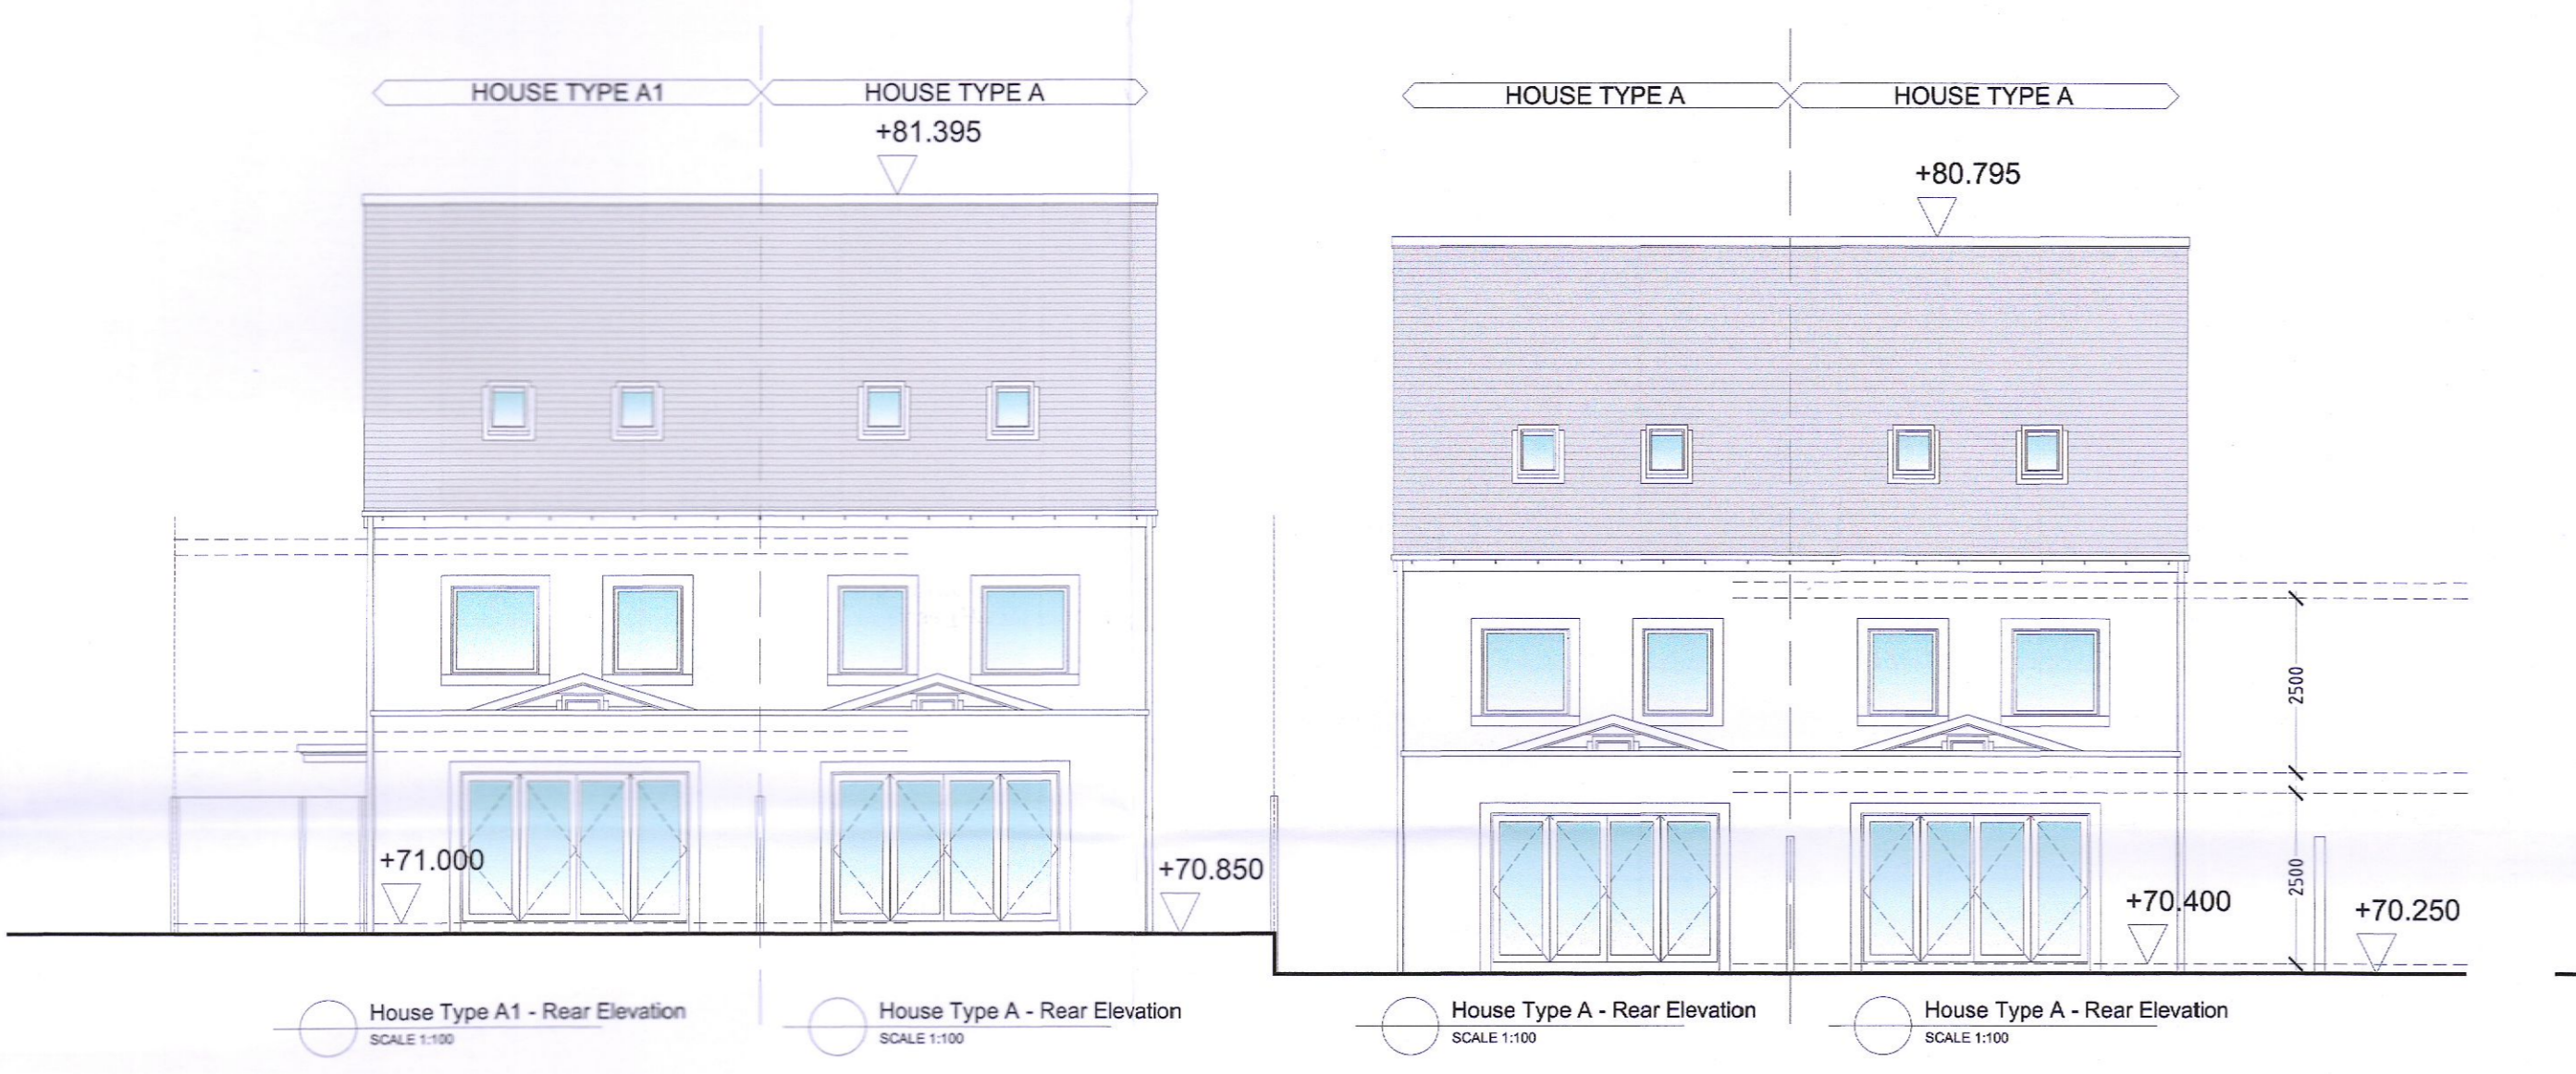 HOUSE TYPE A1
HOUSE TYPE A
HOUSE TYPE A
HOUSE TYPE A
+81.395
+80.795
2500
2500
+71.000
+70.850
+70.400
+70.250
House Type A1 - Rear Elevation
SCALE 1:100
House Type A - Rear Elevation
SCALE 1:100
House Type A - Rear Elevation
SCALE 1:100
House Type A - Rear Elevation
SCALE 1:100